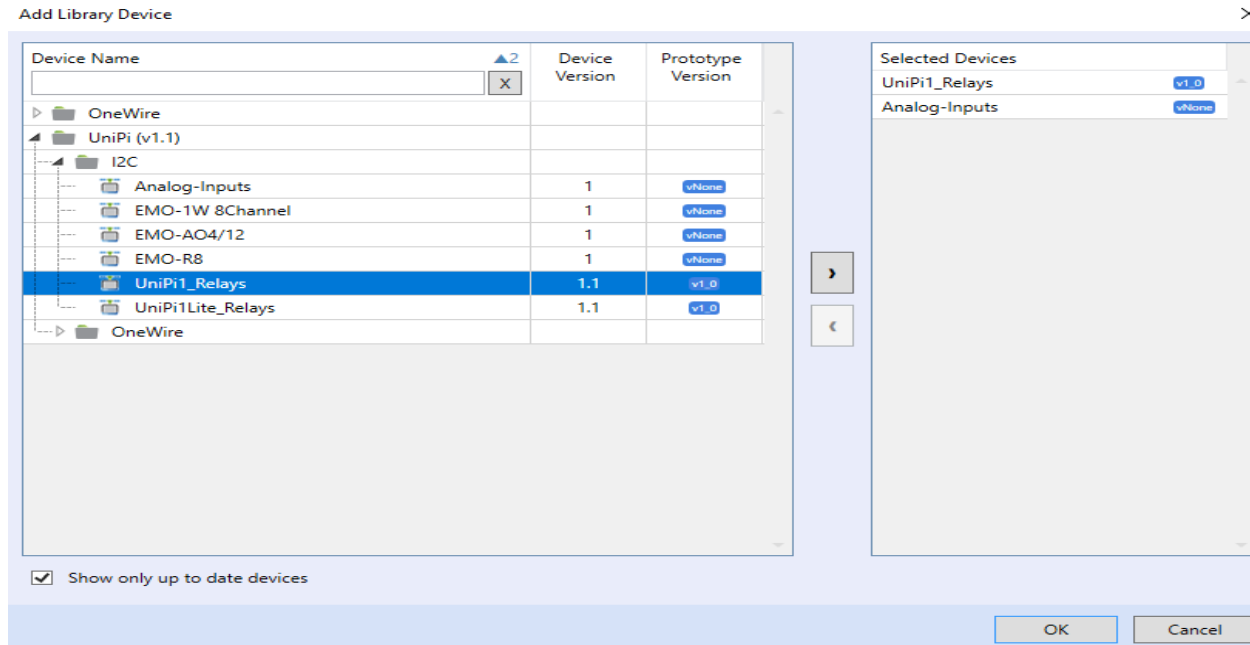 Add Library Device
Device Name 2 Device Version Prototype Version
X
OneWire
UniPi (v1.1)
I2C
Analog-Inputs 1 vNone
EMO-1W 8Channel 1 vNone
EMO-AO4/12 1 vNone
EMO-R8 1 vNone
UniPi1_Relays 1.1 v1_0
UniPi1Lite_Relays 1.1 v1_0
OneWire
Selected Devices
UniPi1_Relays v1_0
Analog-Inputs vNone
Show only up to date devices
OK Cancel